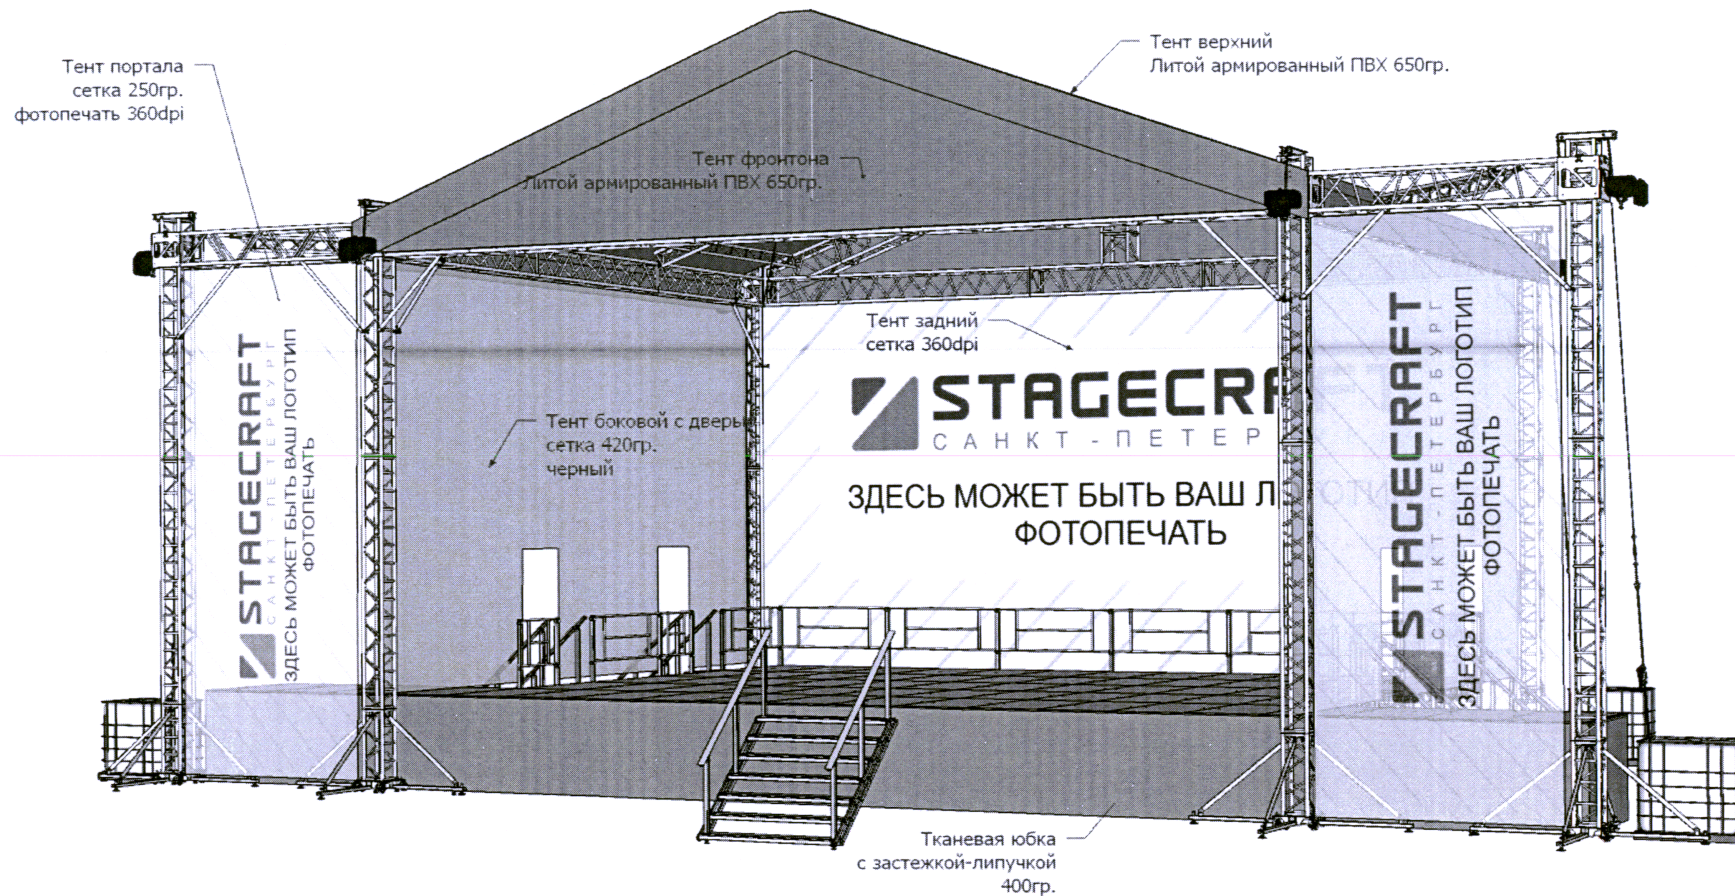 Тент верхний
Литой армированный ПВХ 650гр.
Тент портала
сетка 250гр.
фотопечать 360dpi
Тент фронтона
Литой армированный ПВХ 650гр.
Тент задний
сетка 360dpi
STAGECRAFT
САНКТ-ПЕТЕРБУРГ
ЗДЕСЬ МОЖЕТ БЫТЬ ВАШ ЛОГОТИП
ФОТОПЕЧАТЬ
Тент боковой с дверью
сетка 420гр.
черный
STAGECRA
САНКТ-ПЕТЕР
ЗДЕСЬ МОЖЕТ БЫТЬ ВАШ ЛОГОТИ
ФОТОПЕЧАТЬ
STAGECRAFT
САНКТ-ПЕТЕРБУРГ
ЗДЕСЬ МОЖЕТ БЫТЬ ВАШ ЛОГОТИП
ФОТОПЕЧАТЬ
Тканевая юбка
с застежкой-липучкой
400гр.